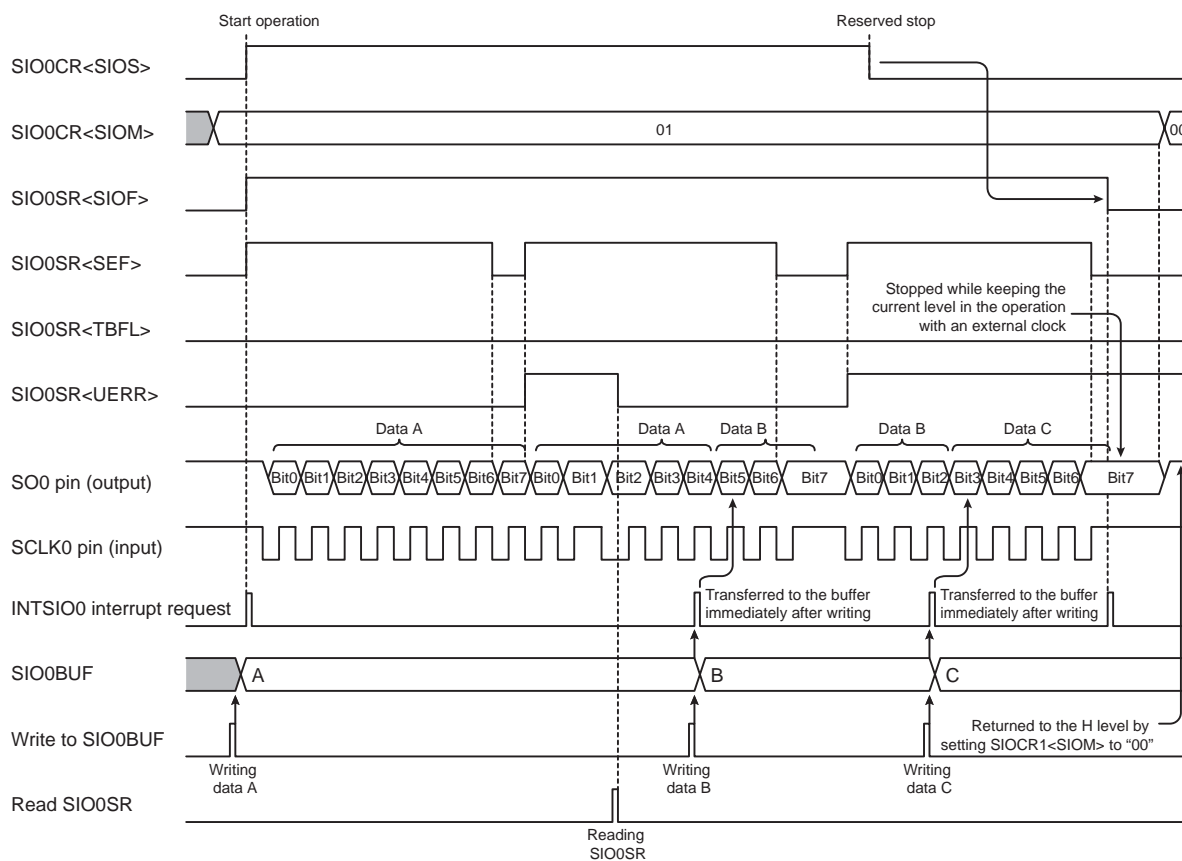 Start operation
Reserved stop
SIO0CR<SIOS>
SIO0CR<SIOM>
01
00
SIO0SR<SIOF>
SIO0SR<SEF>
Stopped while keeping the
current level in the operation
with an external clock
SIO0SR<TBFL>
SIO0SR<UERR>
Data A
Data A
Data B
Data B
Data C
SO0 pin (output)
Bit0 Bit1 Bit2 Bit3 Bit4 Bit5 Bit6 Bit7 Bit0 Bit1 Bit2 Bit3 Bit4 Bit5 Bit6 Bit7 Bit0 Bit1 Bit2 Bit3 Bit4 Bit5 Bit6 Bit7
SCLK0 pin (input)
INTSIO0 interrupt request
Transferred to the buffer
immediately after writing
Transferred to the buffer
immediately after writing
SIO0BUF
A
B
C
Write to SIO0BUF
Returned to the H level by
setting SIOCR1<SIOM> to “00”
Writing
data A
Writing
data B
Writing
data C
Read SIO0SR
Reading
SIO0SR